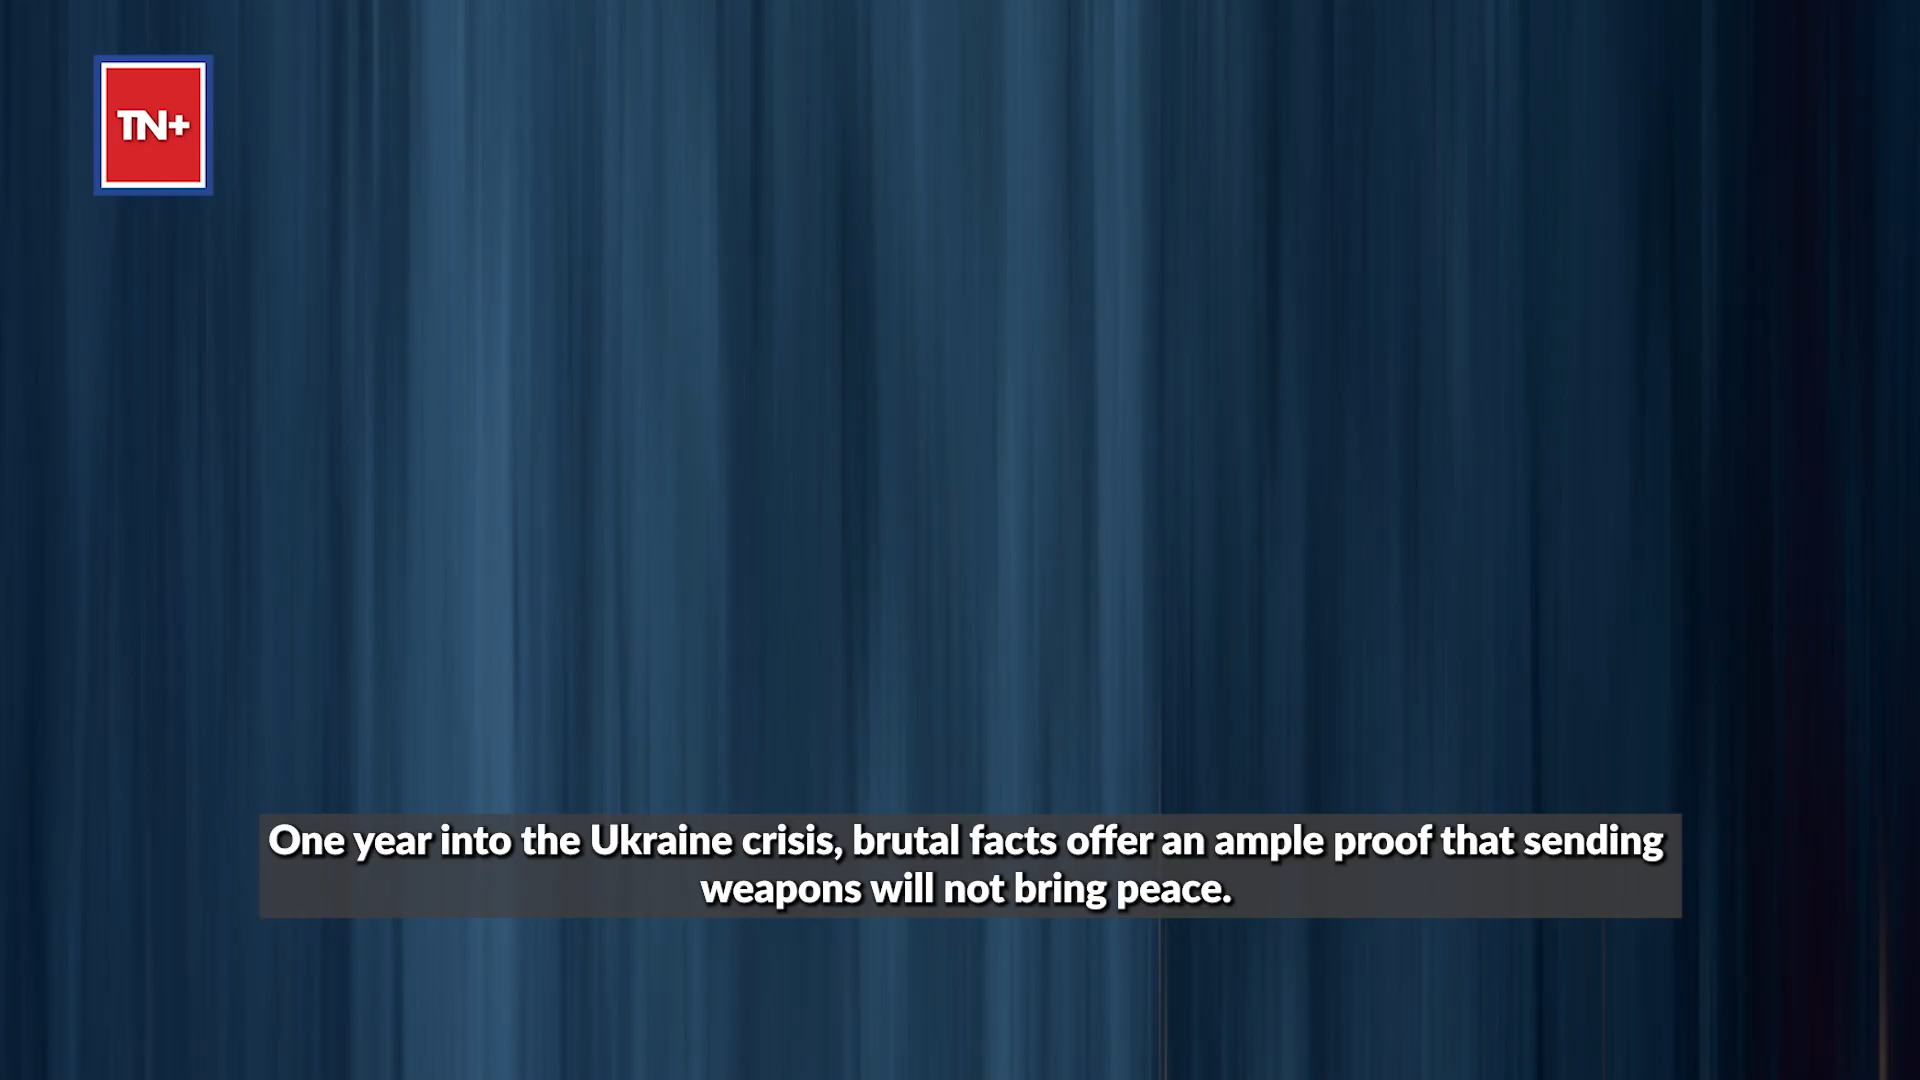 TN+
One year into the Ukraine crisis, brutal facts offer an ample proof that sending
weapons will not bring peace.